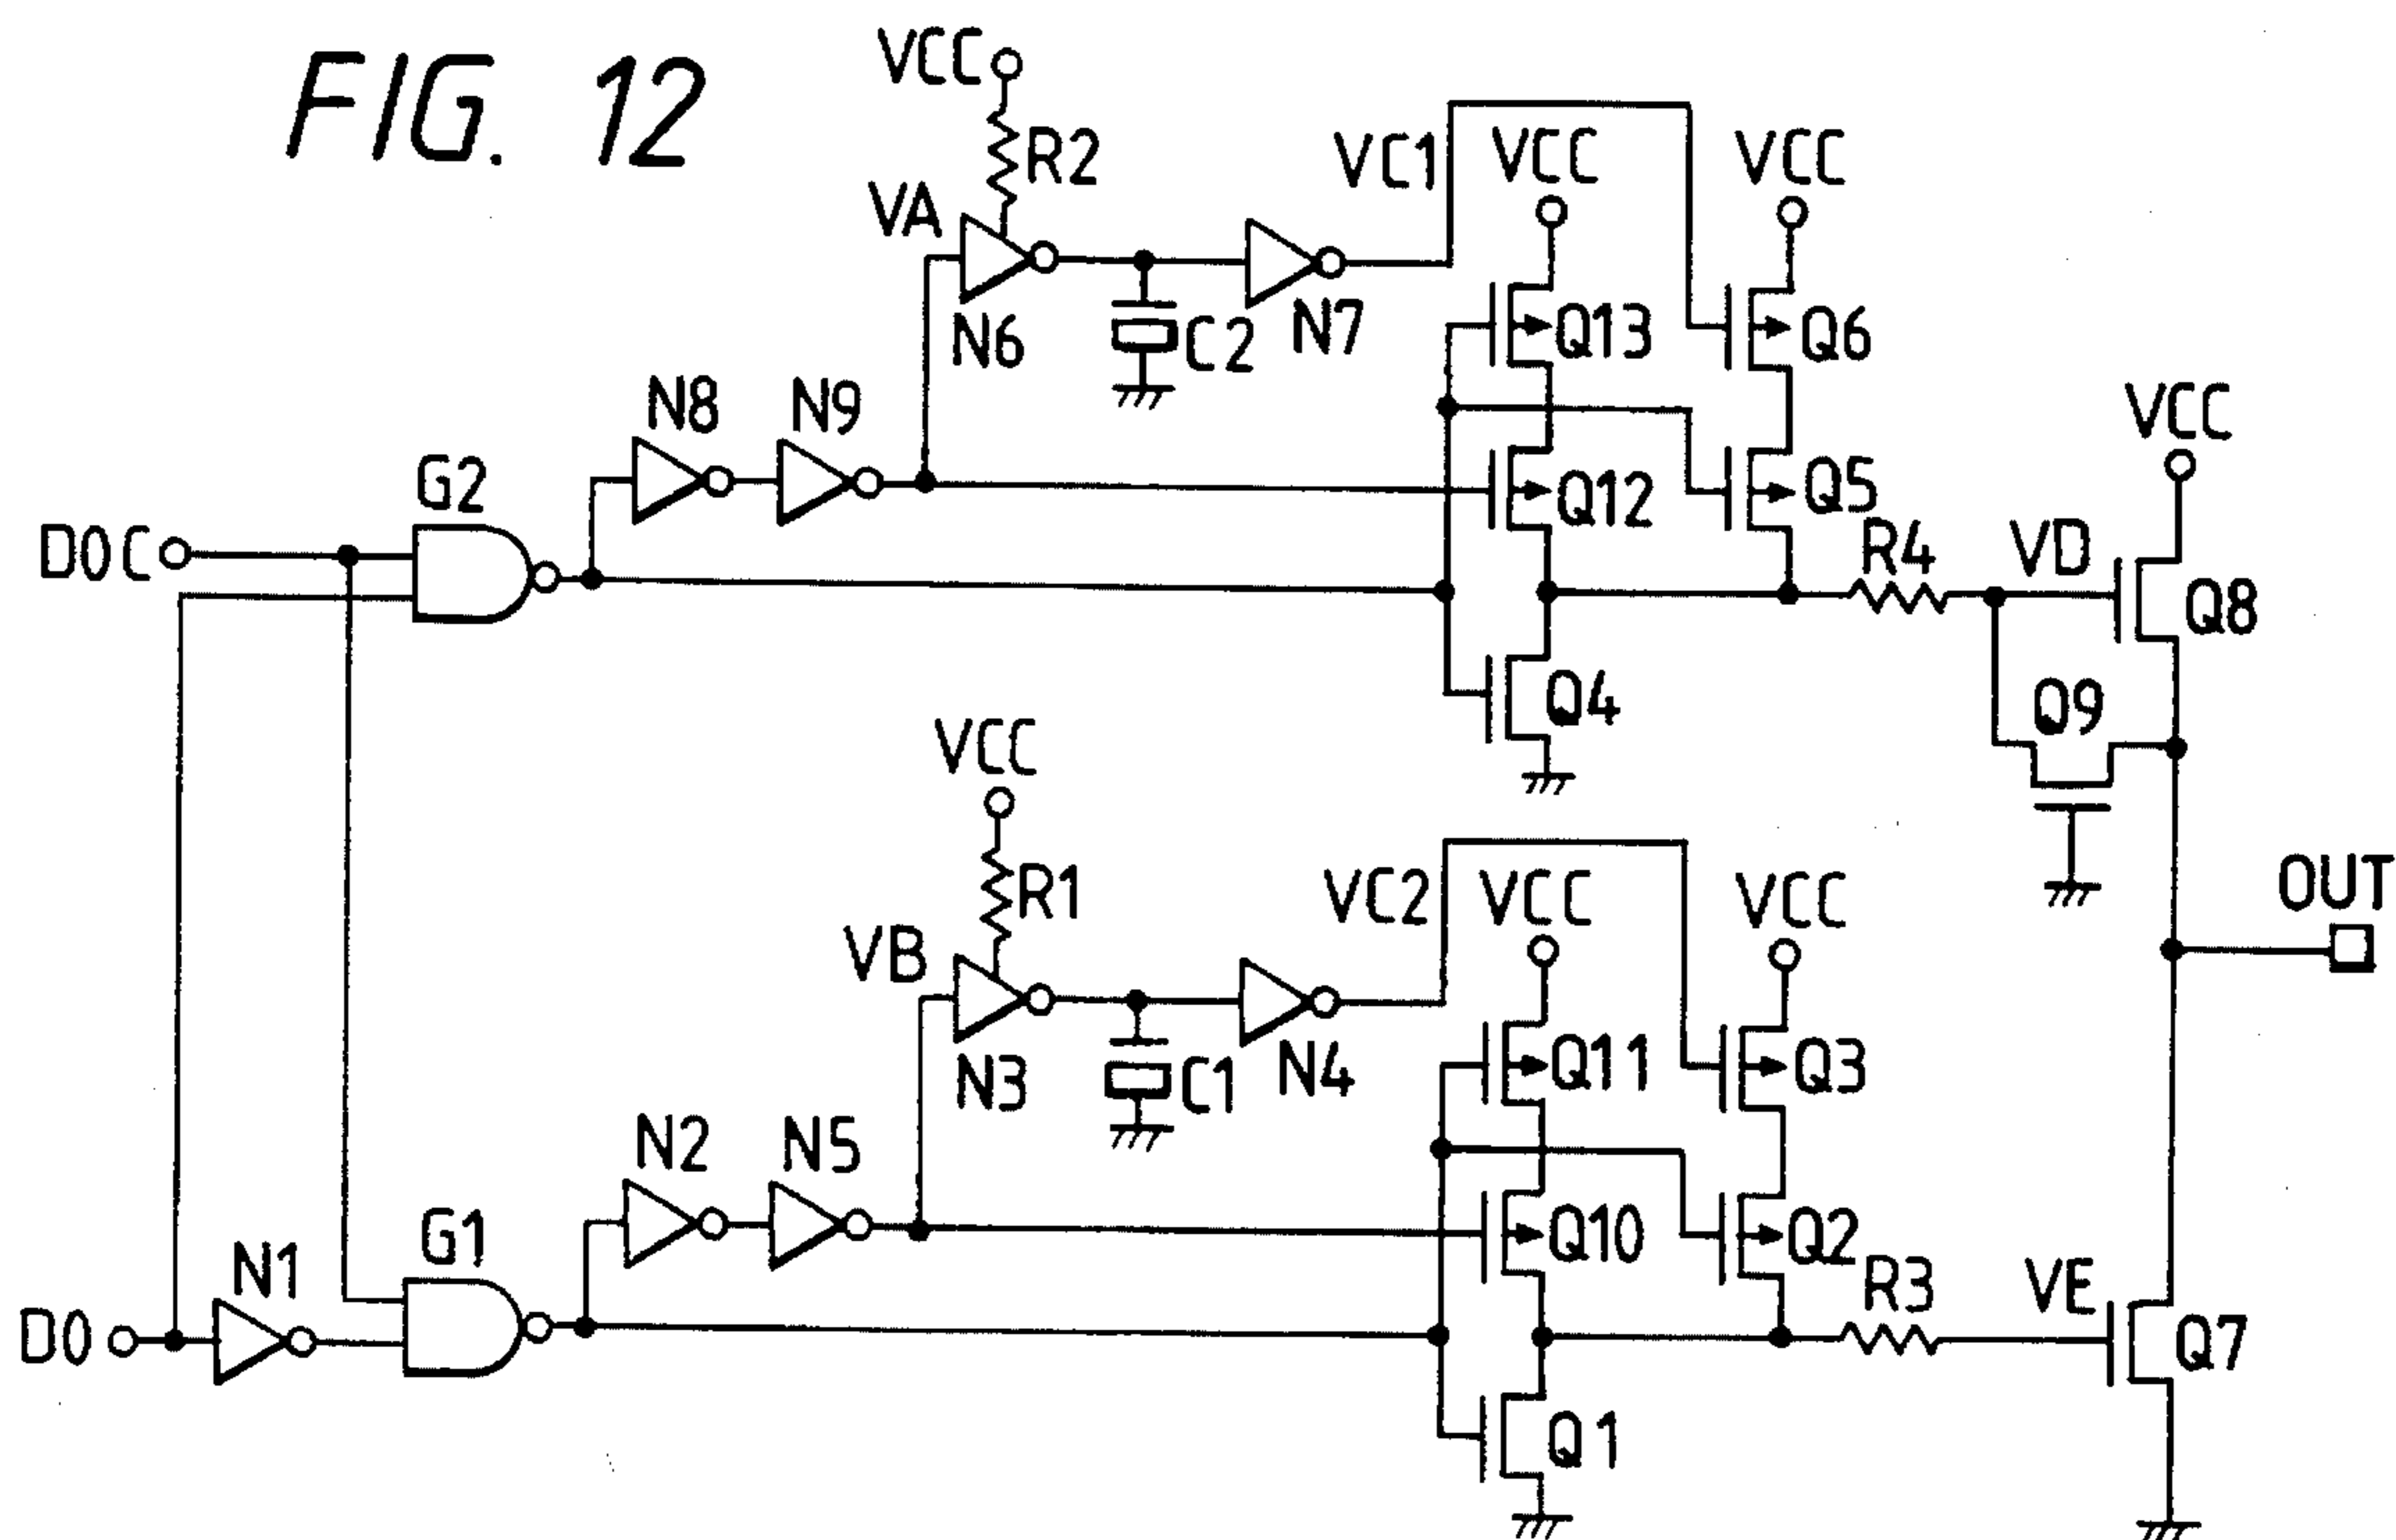 FIG. 12
VCC
R2
VA
N6
C2
N7
VC1
VCC
VCC
Q13
Q6
N8
N9
G2
Q12
Q5
D0C
R4
VD
VCC
Q8
Q4
Q9
VCC
R1
VB
N3
C1
N4
VC2
VCC
VCC
OUT
Q11
Q3
N2
N5
G1
Q10
Q2
N1
D0
R3
VE
Q7
Q1